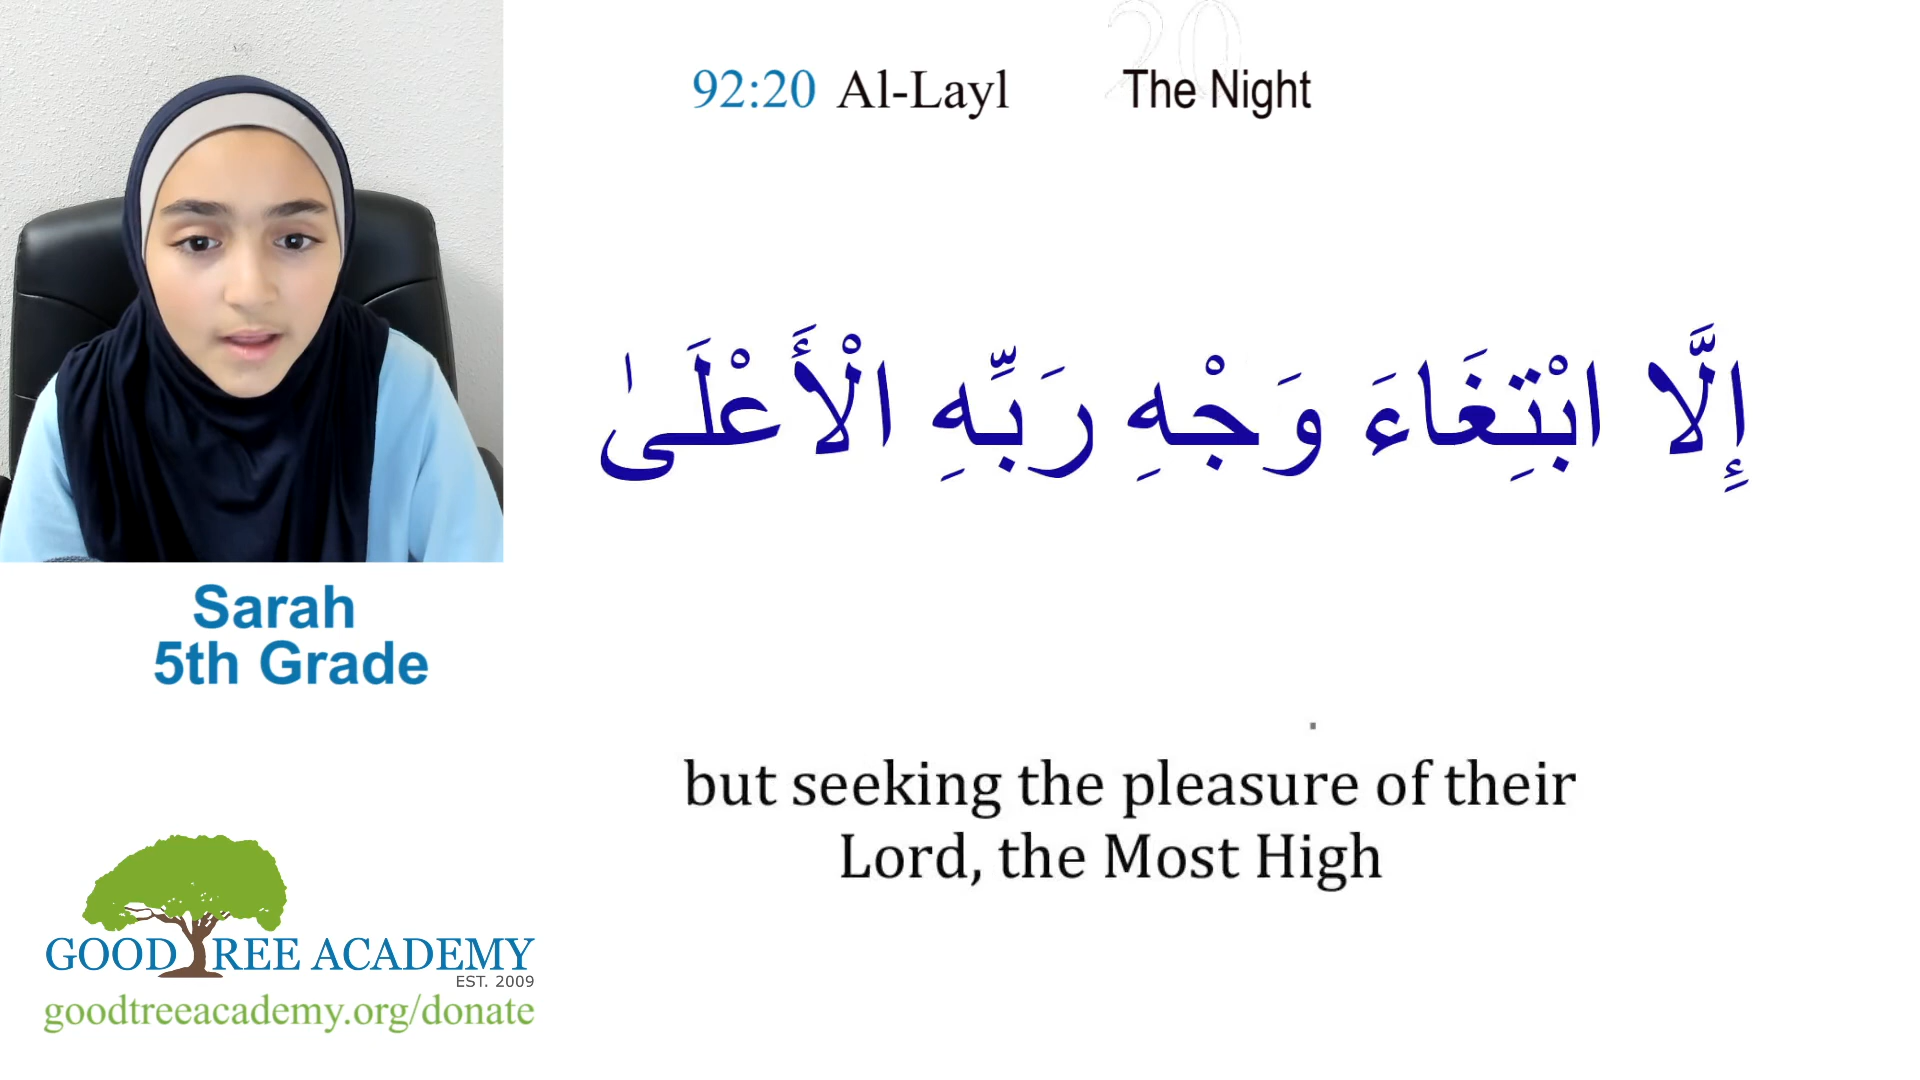 92:20 Al-Layl The Night
20
إِلَّا ابْتِغَاءَ وَجْهِ رَبِّهِ الْأَعْلَىٰ
Sarah
5th Grade
but seeking the pleasure of their
Lord, the Most High
GOOD TREE ACADEMY
EST. 2009
goodtreeacademy.org/donate